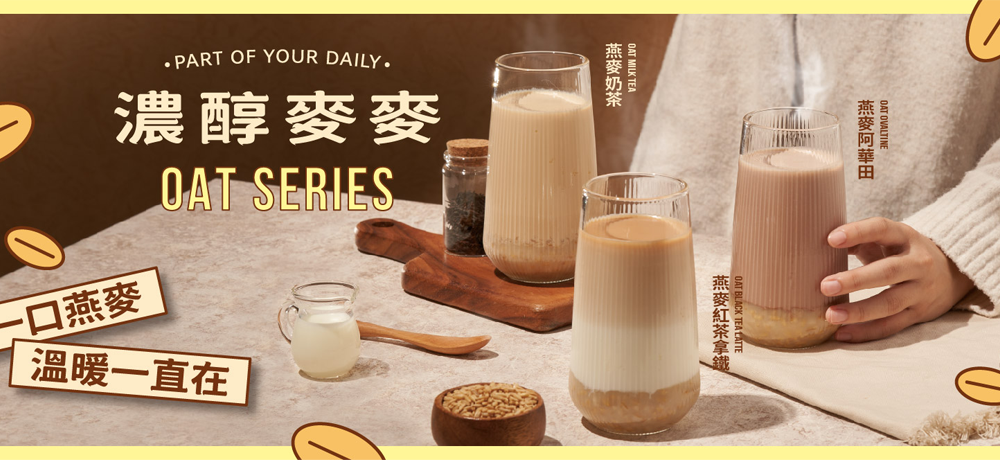 •PART OF YOUR DAILY•
濃醇麥麥
OAT SERIES
一口燕麥
溫暖一直在
燕麥奶茶
OAT MILK TEA
燕麥紅茶拿鐵
OAT BLACK TEA LATTE
燕麥阿華田
OAT OVALTINE